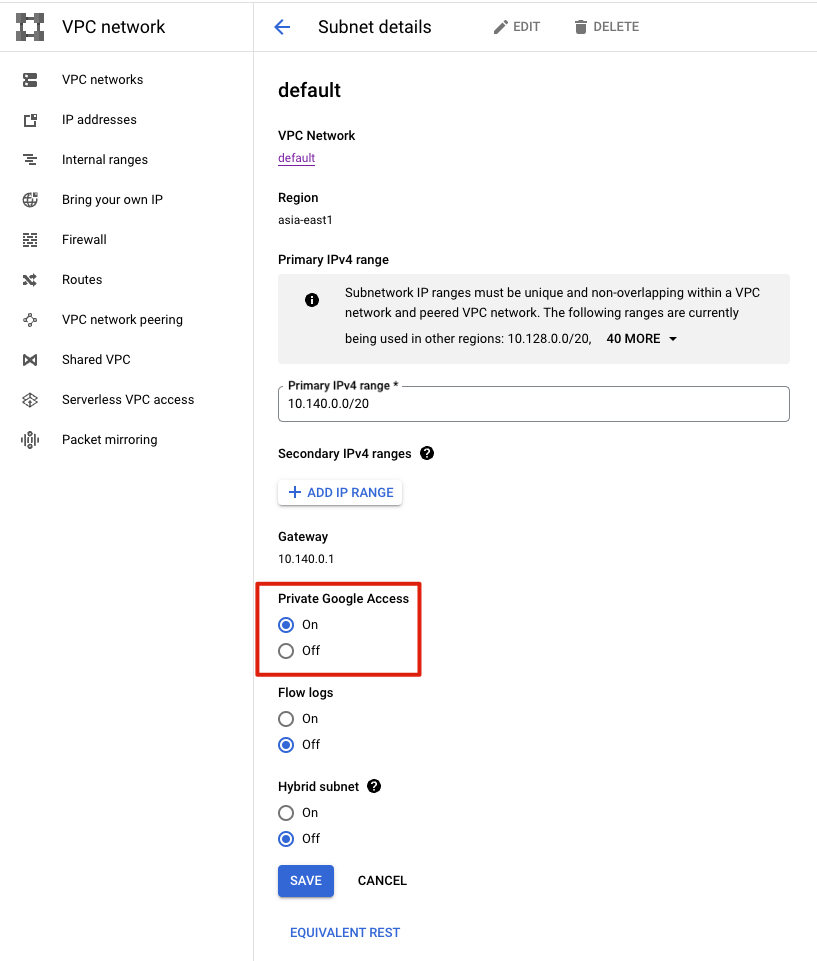 VPC network
Subnet details
EDIT
DELETE
VPC networks
IP addresses
Internal ranges
Bring your own IP
Firewall
Routes
VPC network peering
Shared VPC
Serverless VPC access
Packet mirroring
default
VPC Network
default
Region
asia-east1
Primary IPv4 range
Subnetwork IP ranges must be unique and non-overlapping within a VPC
network and peered VPC network. The following ranges are currently
being used in other regions: 10.128.0.0/20, 40 MORE
Primary IPv4 range *
10.140.0.0/20
Secondary IPv4 ranges
ADD IP RANGE
Gateway
10.140.0.1
Private Google Access
On
Off
Flow logs
On
Off
Hybrid subnet
On
Off
SAVE
CANCEL
EQUIVALENT REST